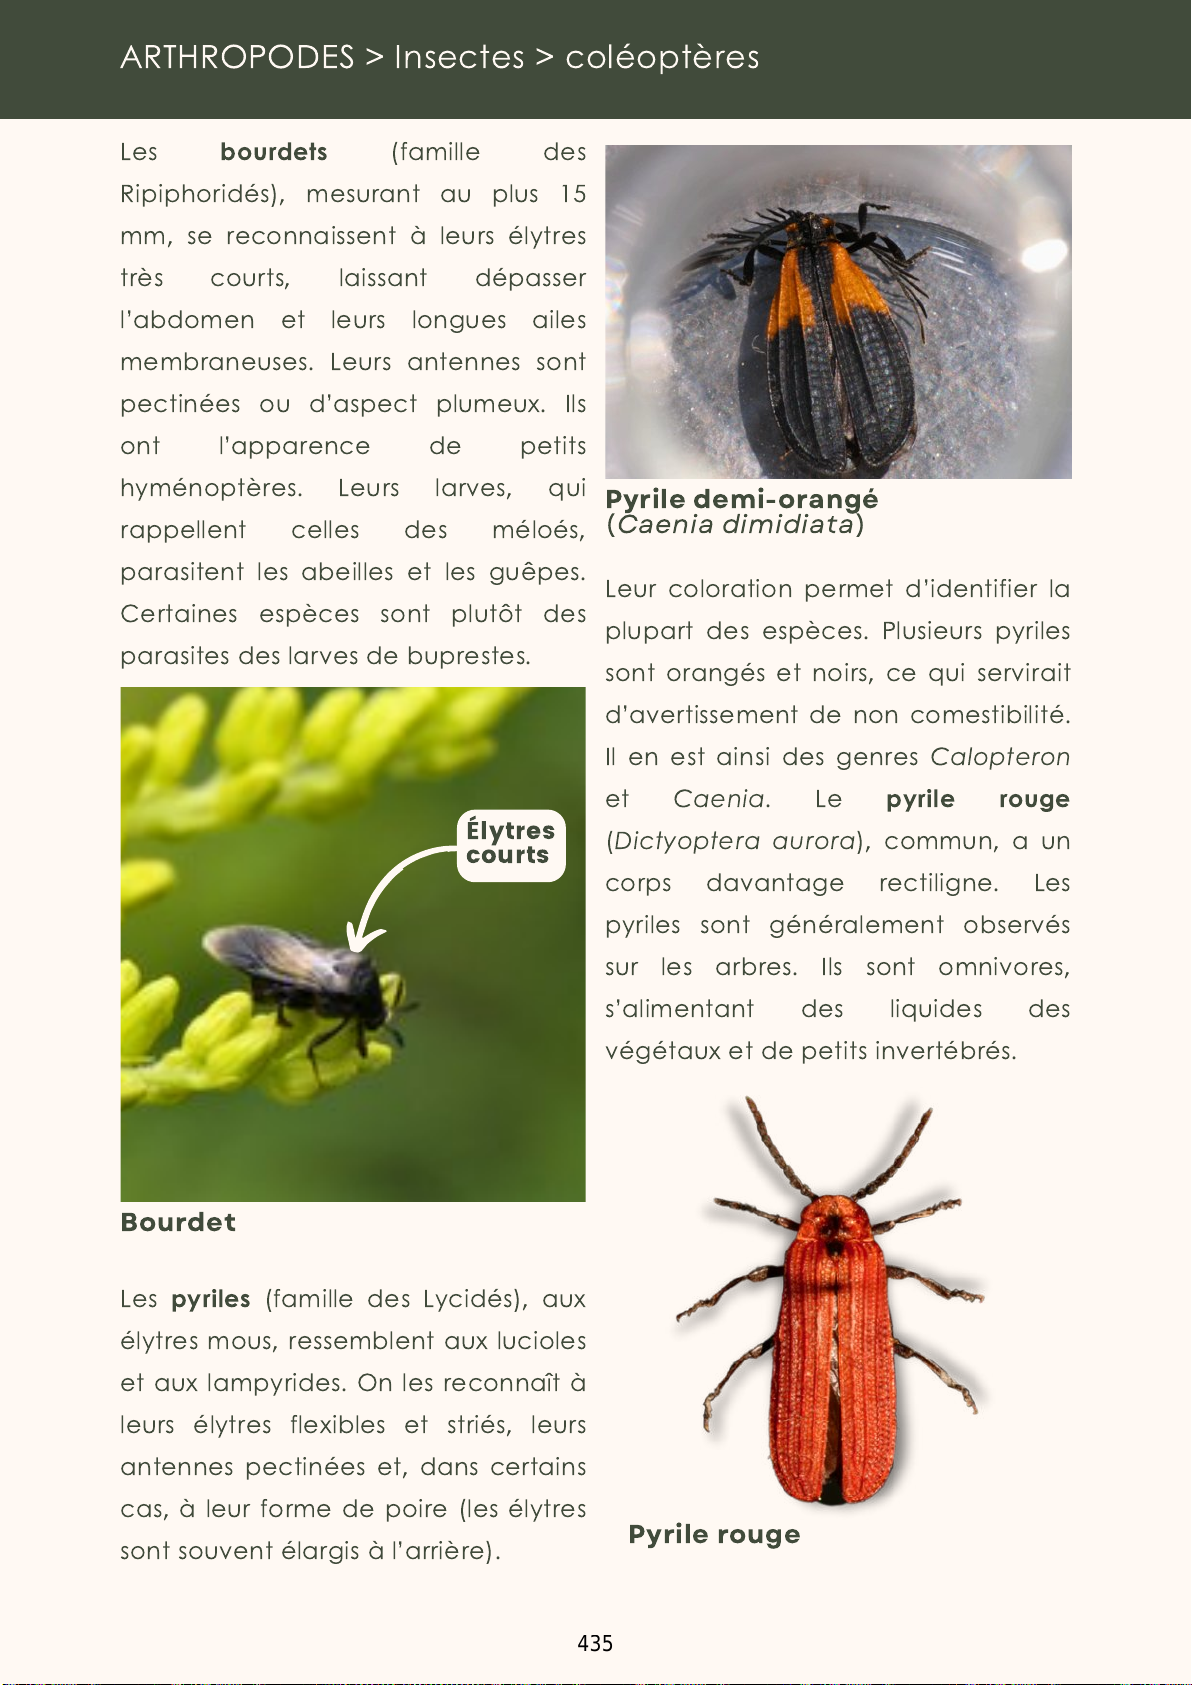 ARTHROPODES > Insectes > coléoptères
Les bourdets (famille des
Ripiphoridés), mesurant au plus 15
mm, se reconnaissent à leurs élytres
très courts, laissant dépasser
l'abdomen et leurs longues ailes
membraneuses. Leurs antennes sont
pectinées ou d'aspect plumeux. Ils
ont l'apparence de petits
hyménoptères. Leurs larves, qui
rappellent celles des méloés,
parasitent les abeilles et les guêpes.
Certaines espèces sont plutôt des
parasites des larves de buprestes.
Élytres
courts
Bourdet
Les pyriles (famille des Lycidés), aux
élytres mous, ressemblent aux lucioles
et aux lampyrides. On les reconnaît à
leurs élytres flexibles et striés, leurs
antennes pectinées et, dans certains
cas, à leur forme de poire (les élytres
sont souvent élargis à l'arrière).
Pyrile demi-orangé
(Caenia dimidiata)
Leur coloration permet d'identifier la
plupart des espèces. Plusieurs pyriles
sont orangés et noirs, ce qui servirait
d'avertissement de non comestibilité.
Il en est ainsi des genres Calopteron
et Caenia. Le pyrile rouge
(Dictyoptera aurora), commun, a un
corps davantage rectiligne. Les
pyriles sont généralement observés
sur les arbres. Ils sont omnivores,
s'alimentant des liquides des
végétaux et de petits invertébrés.
Pyrile rouge
435